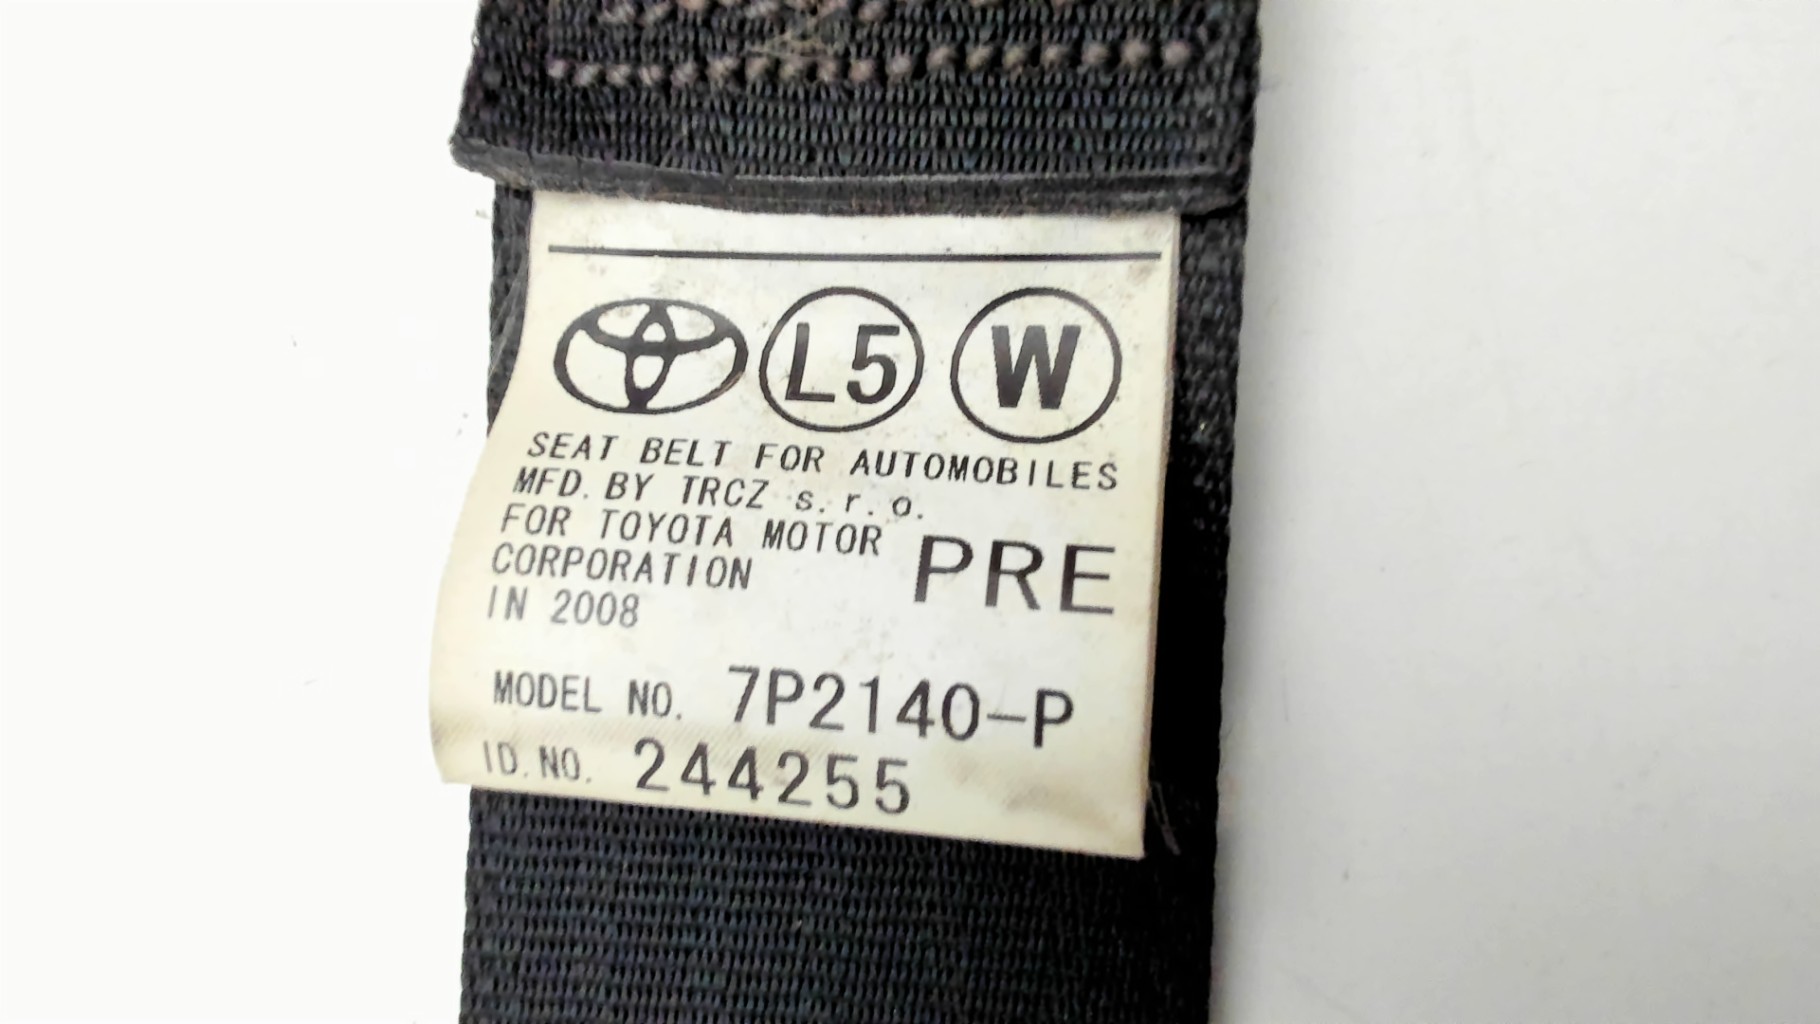 L5 W
SEAT BELT FOR AUTOMOBILES
MFD. BY TRCZ s.r.o.
FOR TOYOTA MOTOR
CORPORATION
PRE
IN 2008
MODEL NO. 7P2140-P
ID. NO. 244255